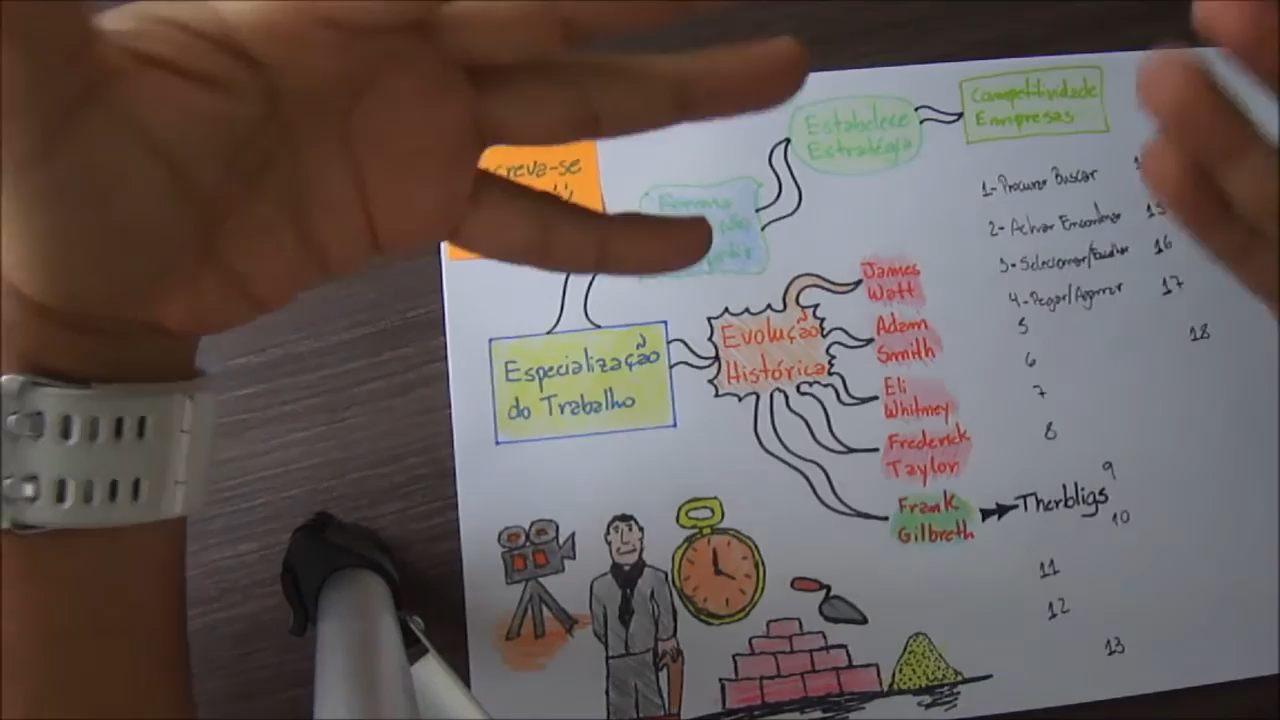 creva-se
Estabelece
Estratégia
Competitividade
Empresas
Especialização
do Trabalho
Evolução
Histórica
James
Watt
Adam
Smith
Eli
Whitney
Frederick
Taylor
Frank
Gilbreth
Therbligs
1- Procurar Buscar
2- Achar Encontrar
3- Selecionar/Escolher
4- Pegar/Agarrar
5
6
7
8
9
10
11
12
13
15
16
17
18